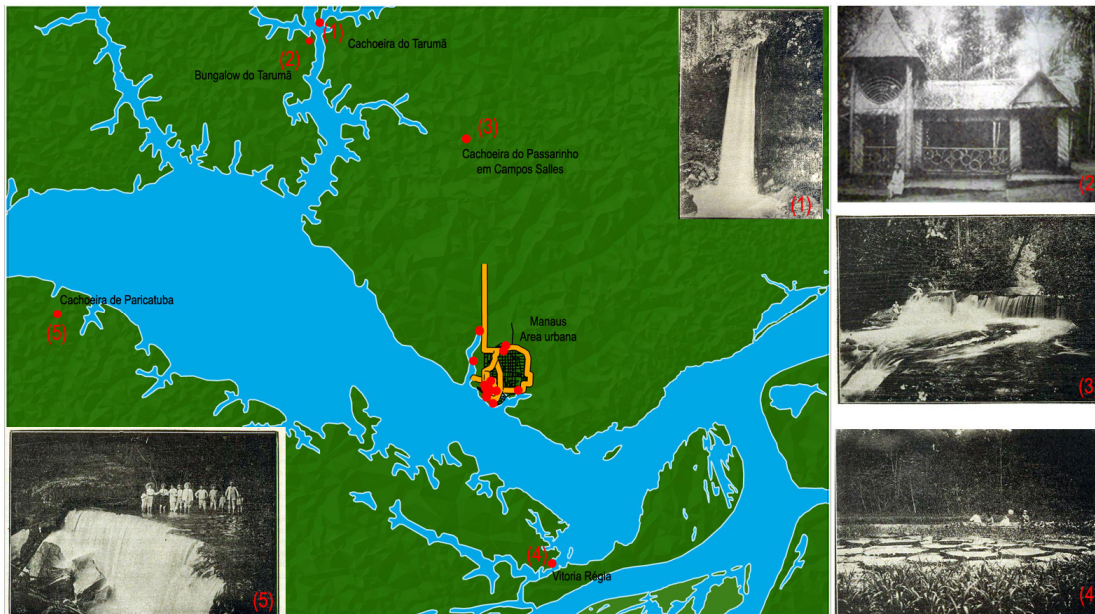 (1)
Cachoeira do Tarumã
(2)
Bungalow do Tarumã
(3)
Cachoeira do Passarinho
em Campos Salles
Cachoeira de Paricatuba
(5)
Manaus
Area urbana
(4)
Vitoria Régia
(1)
(2)
(3)
(4)
(5)